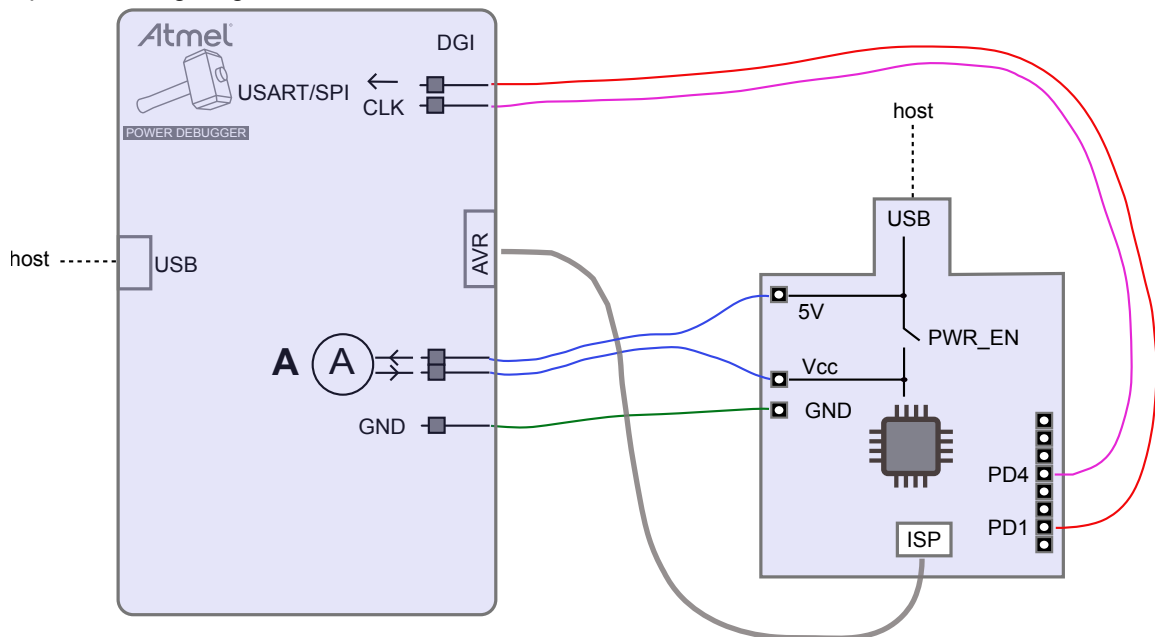 Atmel
DGI
USART/SPI
CLK
POWER DEBUGGER
host
USB
AVR
A
A
GND
host
USB
5V
PWR_EN
Vcc
GND
PD4
PD1
ISP